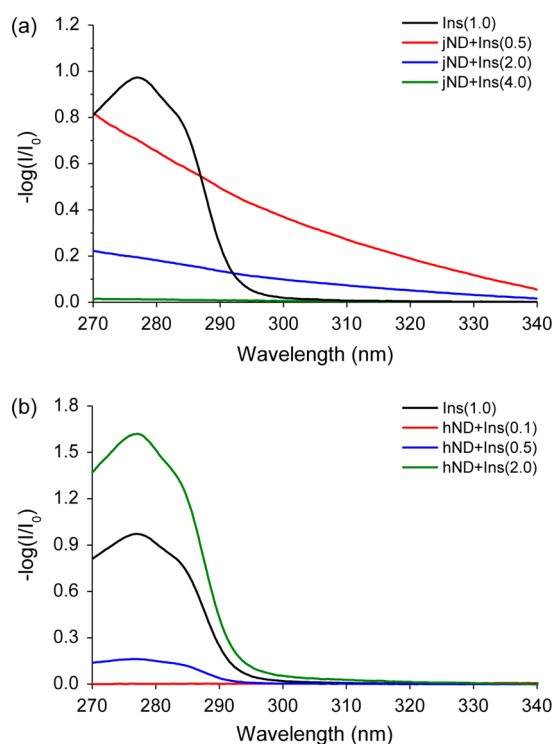 (a)
1.2
1.0
0.8
0.6
0.4
0.2
0.0
-log(I/I₀)
Ins(1.0)
jND+Ins(0.5)
jND+Ins(2.0)
jND+Ins(4.0)
270 280 290 300 310 320 330 340
Wavelength (nm)
(b)
1.8
1.5
1.2
0.9
0.6
0.3
0.0
-log(I/I₀)
Ins(1.0)
hND+Ins(0.1)
hND+Ins(0.5)
hND+Ins(2.0)
270 280 290 300 310 320 330 340
Wavelength (nm)